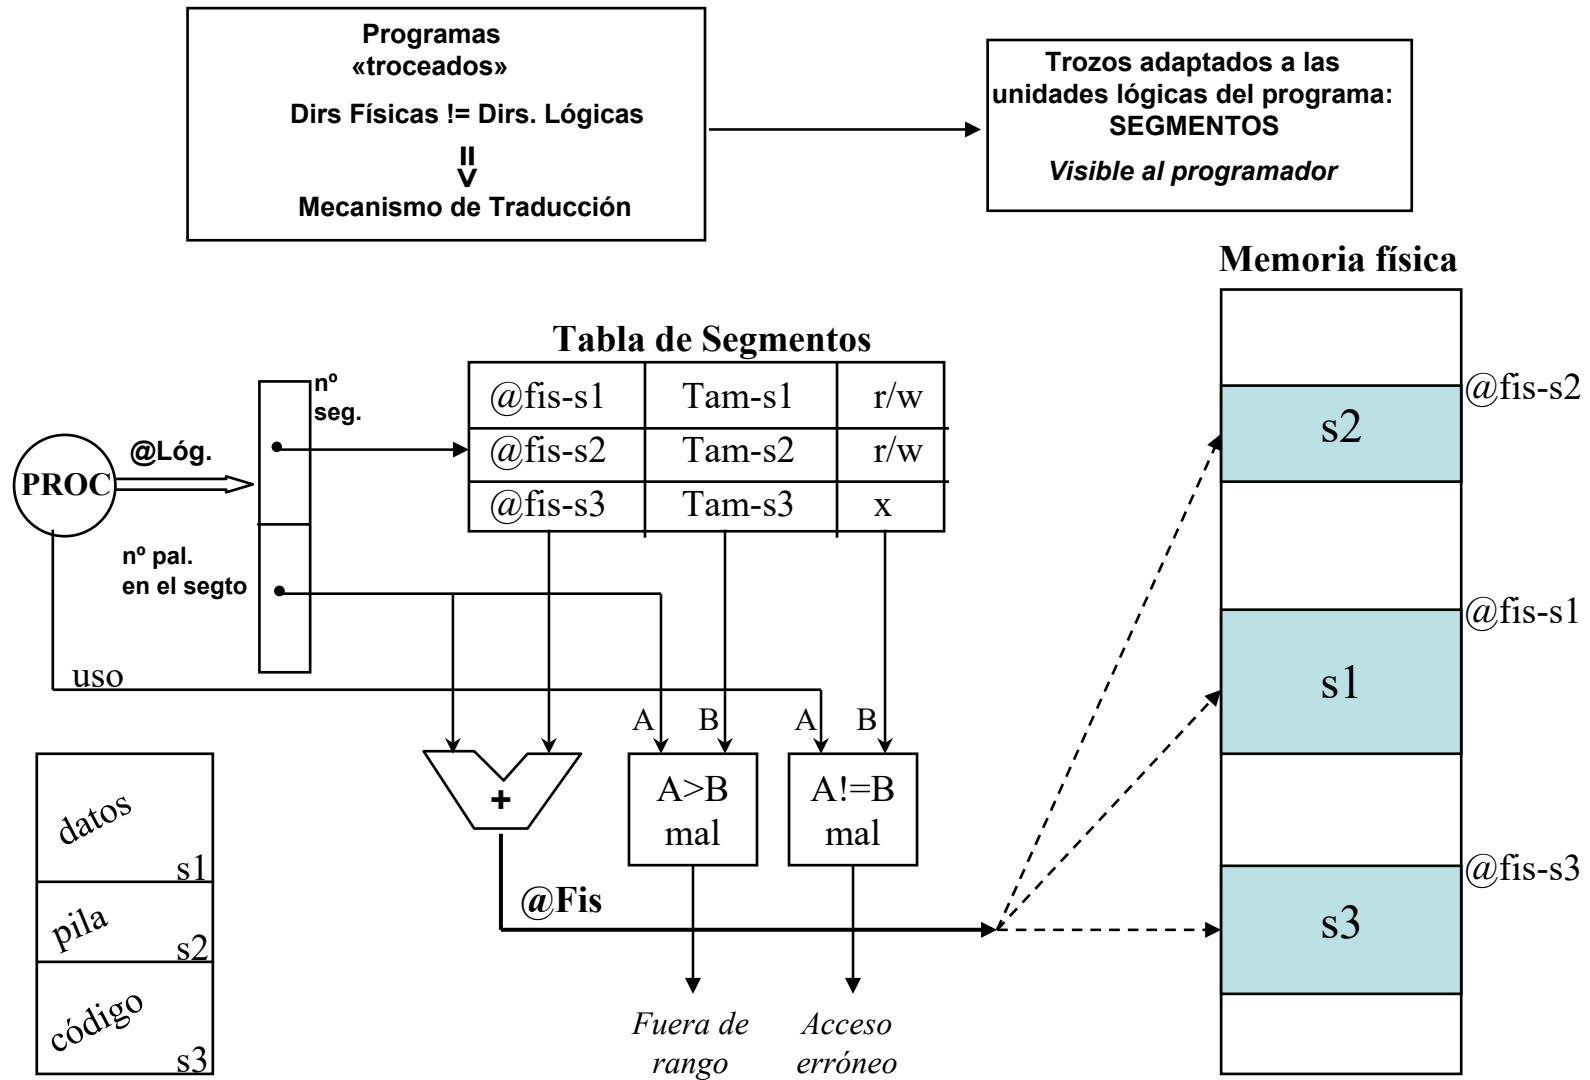 Programas
«troceados»
Dirs Físicas != Dirs. Lógicas
=>
Mecanismo de Traducción
Trozos adaptados a las
unidades lógicas del programa:
SEGMENTOS
Visible al programador
Memoria física
Tabla de Segmentos
@fis-s1 Tam-s1 r/w
@fis-s2 Tam-s2 r/w
@fis-s3 Tam-s3 x
nº
seg.
@Lóg.
PROC
nº pal.
en el segto
uso
A B A B
+
A>B
mal
A!=B
mal
@Fis
Fuera de
rango
Acceso
erróneo
datos
s1
pila
s2
código
s3
@fis-s2
s2
@fis-s1
s1
@fis-s3
s3